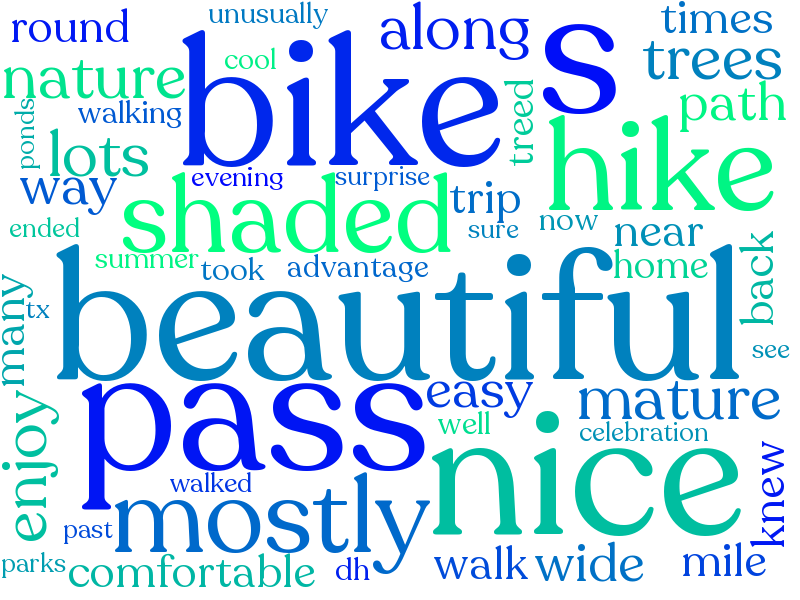 round
unusually
along
s
times
nature
cool
bike
trees
walking
treed
path
ponds
lots
hike
way
evening
surprise
shaded
trip
now
ended
sure
near
summer
took
advantage
home
back
many
tx
beautiful
see
pass
easy
mature
enjoy
well
celebration
nice
knew
walked
mostly
past
parks
comfortable
dh
walk
wide
mile